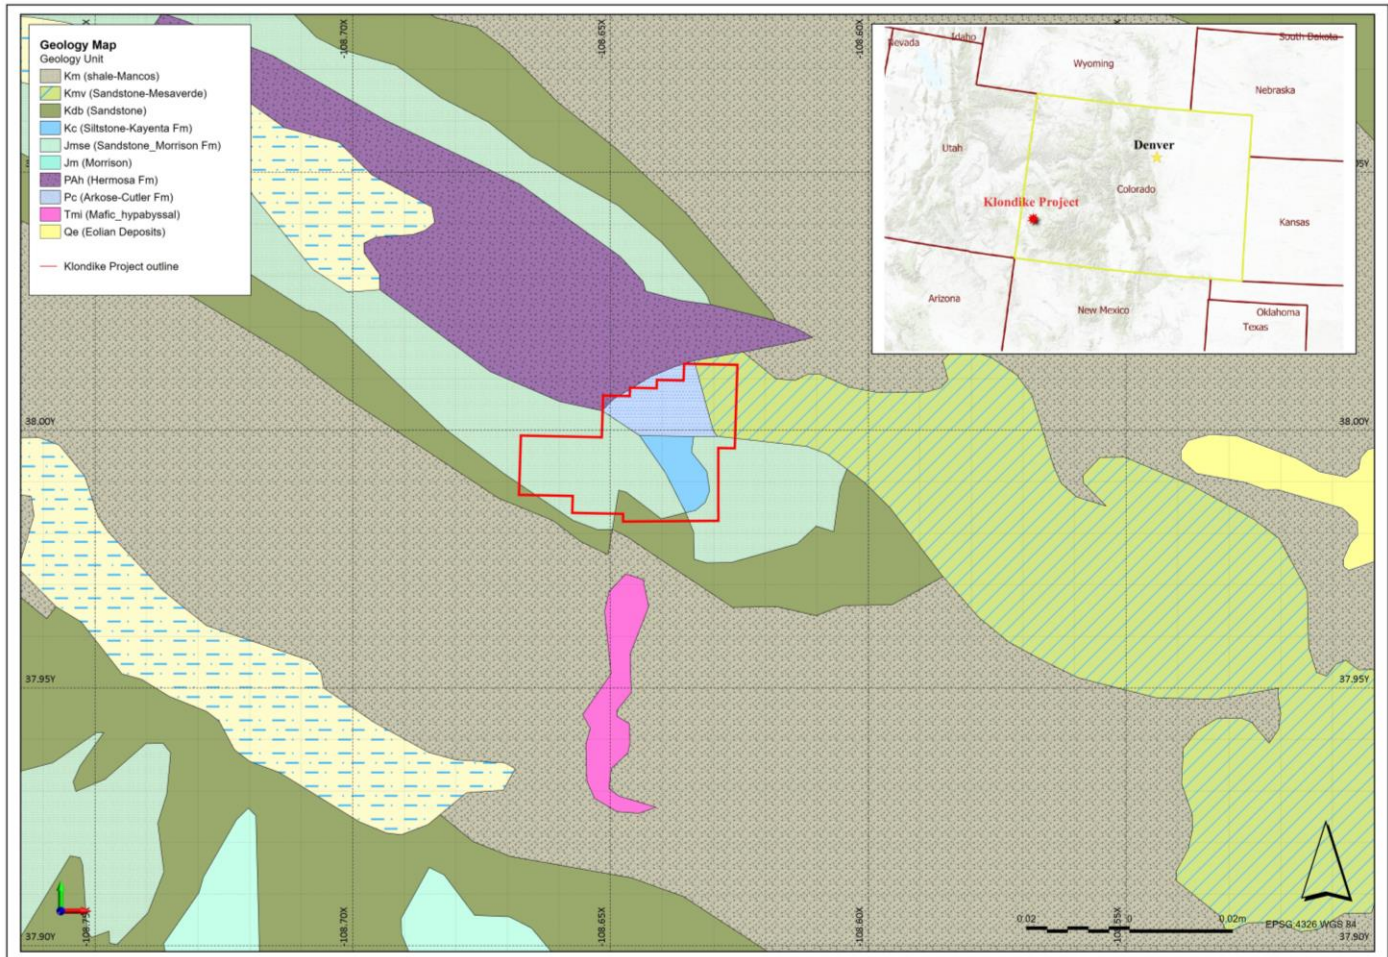 Geology Map
Geology Unit
Km (shale-Mancos)
Kmv (Sandstone-Mesaverde)
Kdb (Sandstone)
Kc (Siltstone-Kayenta Fm)
Jmse (Sandstone_Morrison Fm)
Jm (Morrison)
PAh (Hermosa Fm)
Pc (Arkose-Cutler Fm)
Tmi (Mafic_hypabyssal)
Qe (Eolian Deposits)
Klondike Project outline
-108.70X
-108.65X
-108.60X
Nevada
Idaho
South Dakota
Wyoming
Nebraska
Utah
Denver
Colorado
Klondike Project
Kansas
Arizona
New Mexico
Oklahoma
Texas
38.00Y
38.00Y
37.95Y
37.95Y
37.90Y
37.90Y
-108.75X
-108.70X
-108.65X
-108.60X
-108.55X
0.02
0
0.02m
EPSG 4326 WGS 84